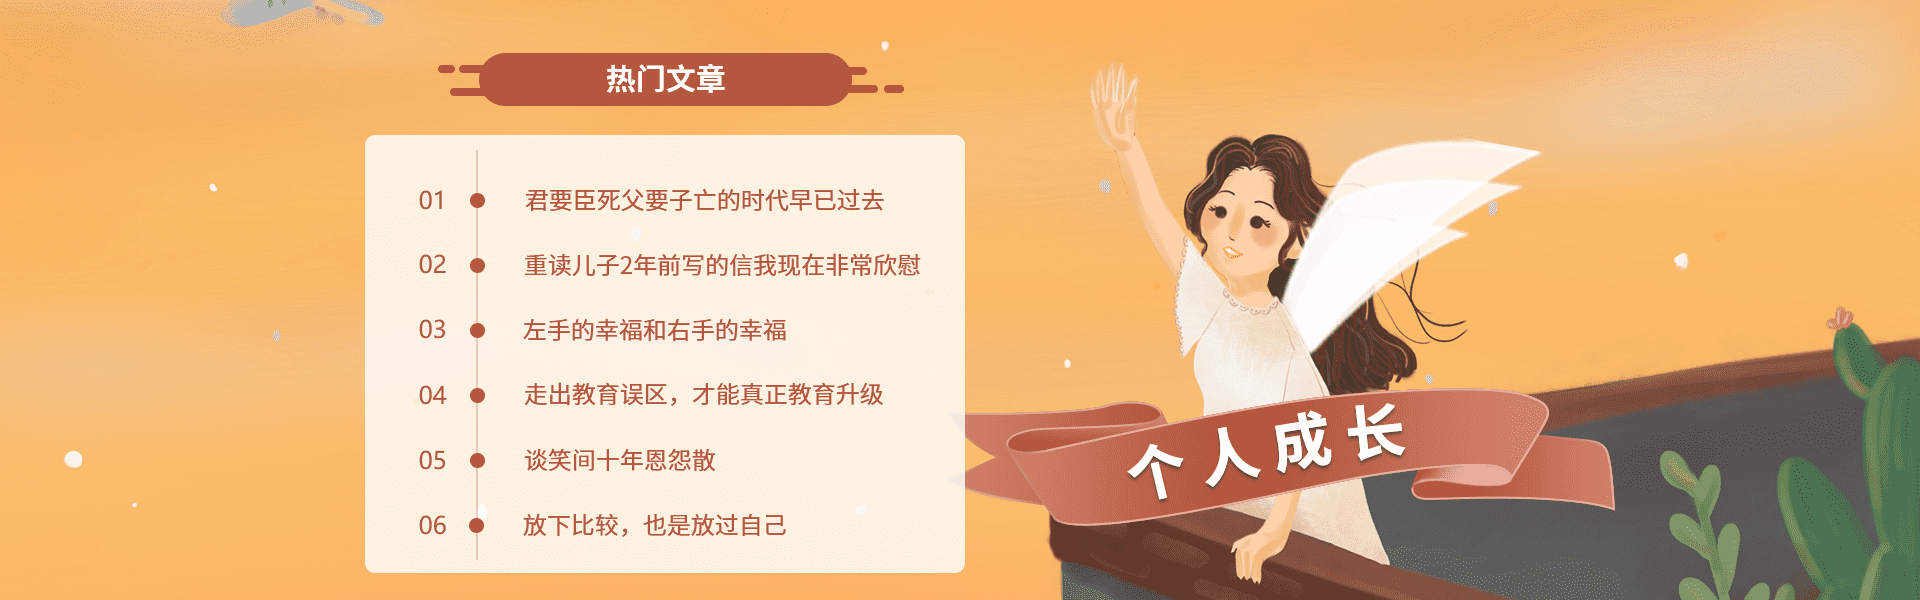 热门文章
01 君要臣死父要子亡的时代早已过去
02 重读儿子2年前写的信我现在非常欣慰
03 左手的幸福和右手的幸福
04 走出教育误区，才能真正教育升级
05 谈笑间十年恩怨散
06 放下比较，也是放过自己
个人成长